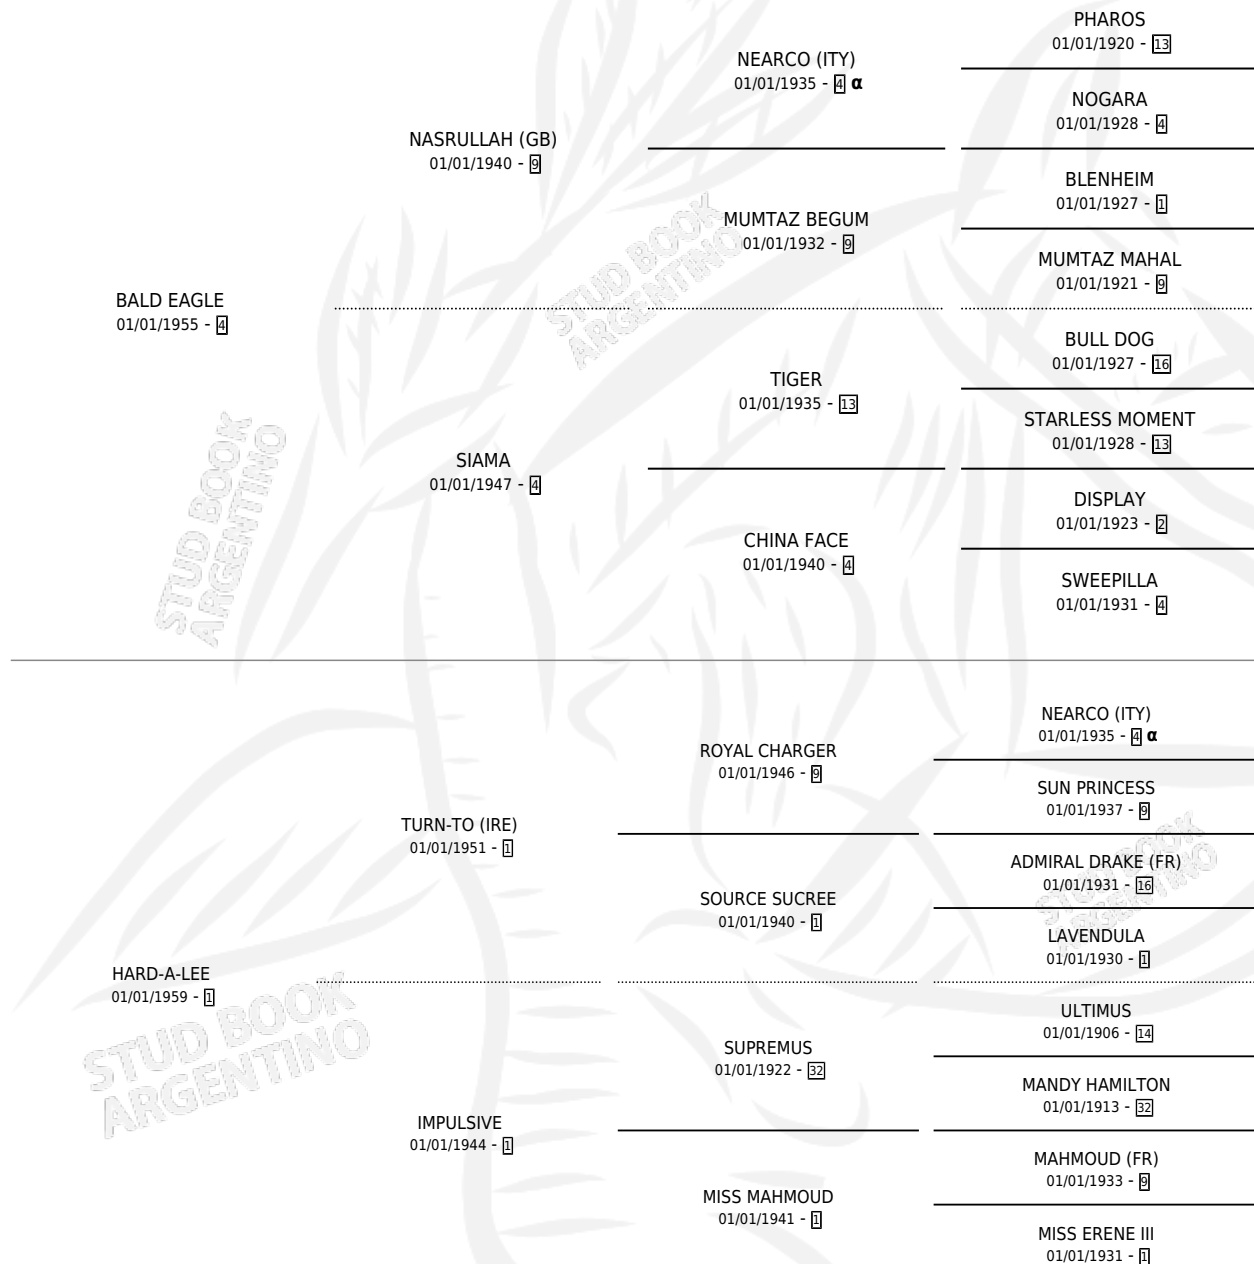 PHAROS
01/01/1920 - 13
NEARCO (ITY)
01/01/1935 - 4 α
NOGARA
01/01/1928 - 4
NASRULLAH (GB)
01/01/1940 - 9
BLENHEIM
01/01/1927 - 1
MUMTAZ BEGUM
01/01/1932 - 9
MUMTAZ MAHAL
01/01/1921 - 9
BALD EAGLE
01/01/1955 - 4
BULL DOG
01/01/1927 - 16
TIGER
01/01/1935 - 13
STARLESS MOMENT
01/01/1928 - 13
SIAMA
01/01/1947 - 4
DISPLAY
01/01/1923 - 2
CHINA FACE
01/01/1940 - 4
SWEEPILLA
01/01/1931 - 4
STUD BOOK
ARGENTINO
STUD BOOK
ARGENTINO
NEARCO (ITY)
01/01/1935 - 4 α
ROYAL CHARGER
01/01/1946 - 9
SUN PRINCESS
01/01/1937 - 9
TURN-TO (IRE)
01/01/1951 - 1
ADMIRAL DRAKE (FR)
01/01/1931 - 16
SOURCE SUCREE
01/01/1940 - 1
LAVENDULA
01/01/1930 - 1
HARD-A-LEE
01/01/1959 - 1
ULTIMUS
01/01/1906 - 14
SUPREMUS
01/01/1922 - 32
MANDY HAMILTON
01/01/1913 - 32
IMPULSIVE
01/01/1944 - 1
MAHMOUD (FR)
01/01/1933 - 9
MISS MAHMOUD
01/01/1941 - 1
MISS ERENE III
01/01/1931 - 1
STUD BOOK
ARGENTINO
STUD BOOK
ARGENTINO